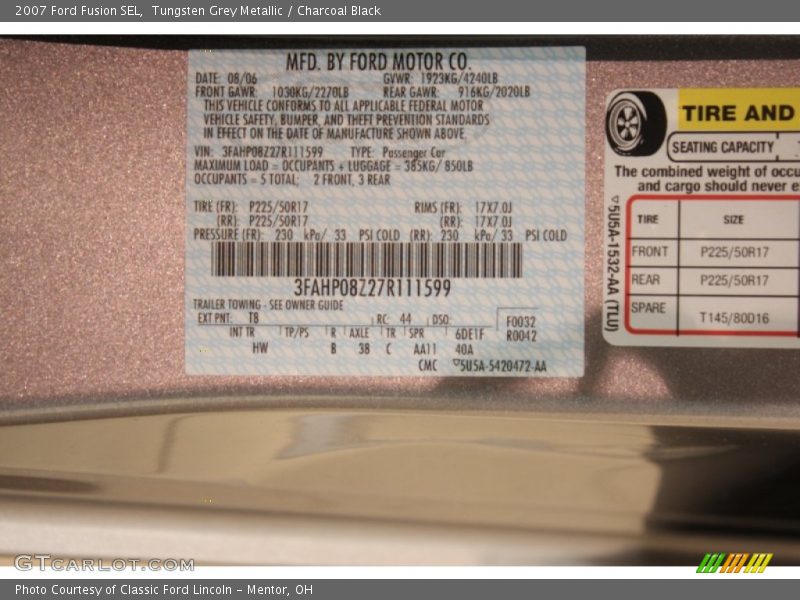 2007 Ford Fusion SEL,  Tungsten Grey Metallic / Charcoal Black
MFD. BY FORD MOTOR CO.
DATE: 08/06 GVWR: 1923KG/4240LB
FRONT GAWR: 1030KG/2270LB REAR GAWR: 916KG/2020LB
THIS VEHICLE CONFORMS TO ALL APPLICABLE FEDERAL MOTOR
VEHICLE SAFETY, BUMPER, AND THEFT PREVENTION STANDARDS
IN EFFECT ON THE DATE OF MANUFACTURE SHOWN ABOVE.
VIN: 3FAHP08Z27R111599 TYPE: Passenger Car
MAXIMUM LOAD = OCCUPANTS + LUGGAGE = 385KG/ 850LB
OCCUPANTS = 5 TOTAL; 2 FRONT, 3 REAR
TIRE (FR): P225/50R17 RIMS (FR): 17X7.0J
(RR): P225/50R17 (RR): 17X7.0J
PRESSURE (FR): 230 kPa/ 33 PSI COLD (RR): 230 kPa/ 33 PSI COLD
3FAHP08Z27R111599
TRAILER TOWING - SEE OWNER GUIDE
EXT PNT: T8 RC: 44 DSO: F0032
INT TR TP/PS R AXLE TR SPR 6DE1F R0042
HW B 38 C AA11 40A
CMC ▽5U5A-5420472-AA
TIRE AND
SEATING CAPACITY
The combined weight of occu
and cargo should never e
TIRE SIZE
FRONT P225/50R17
REAR P225/50R17
SPARE T145/80D16
▽5U5A-1532-AA (TLU)
GTCARLOT.COM
Photo Courtesy of Classic Ford Lincoln – Mentor, OH